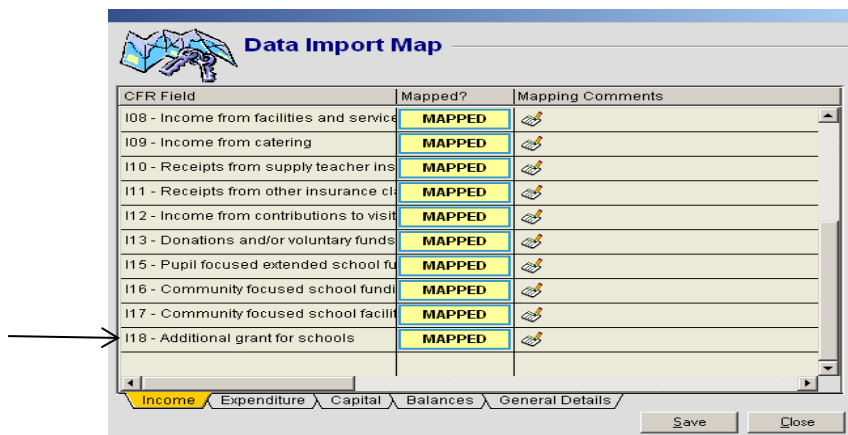 Data Import Map
CFR Field Mapped? Mapping Comments
I08 - Income from facilities and service MAPPED
I09 - Income from catering MAPPED
I10 - Receipts from supply teacher ins MAPPED
I11 - Receipts from other insurance cl MAPPED
I12 - Income from contributions to visit MAPPED
I13 - Donations and/or voluntary funds MAPPED
I15 - Pupil focused extended school fu MAPPED
I16 - Community focused school fundi MAPPED
I17 - Community focused school facilit MAPPED
I18 - Additional grant for schools MAPPED
Income Expenditure Capital Balances General Details
Save Close